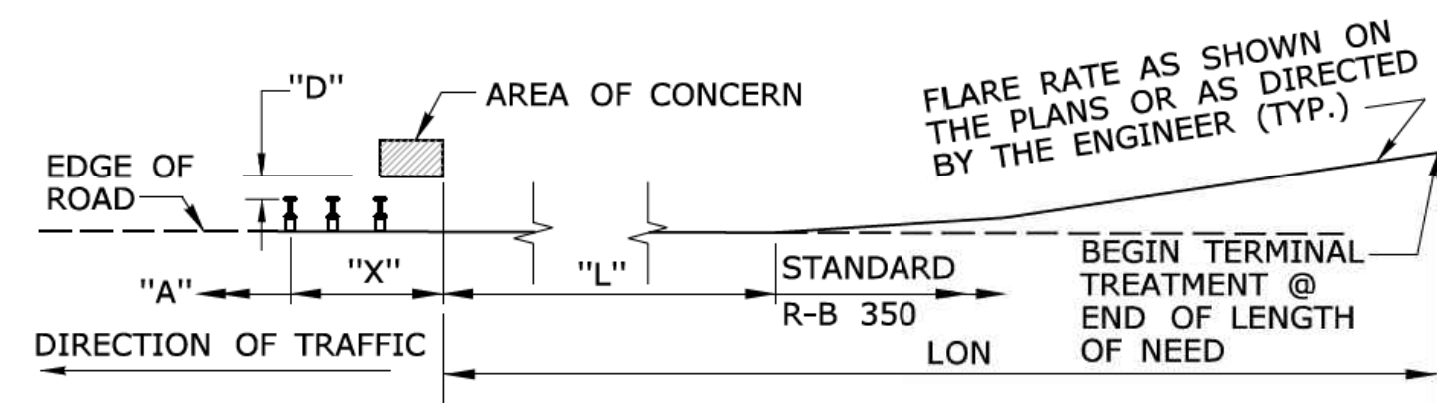 "D"
AREA OF CONCERN
FLARE RATE AS SHOWN ON
THE PLANS OR AS DIRECTED
BY THE ENGINEER (TYP.)
EDGE OF
ROAD
"A"
"X"
"L"
STANDARD
R-B 350
BEGIN TERMINAL
TREATMENT @
END OF LENGTH
OF NEED
DIRECTION OF TRAFFIC
LON